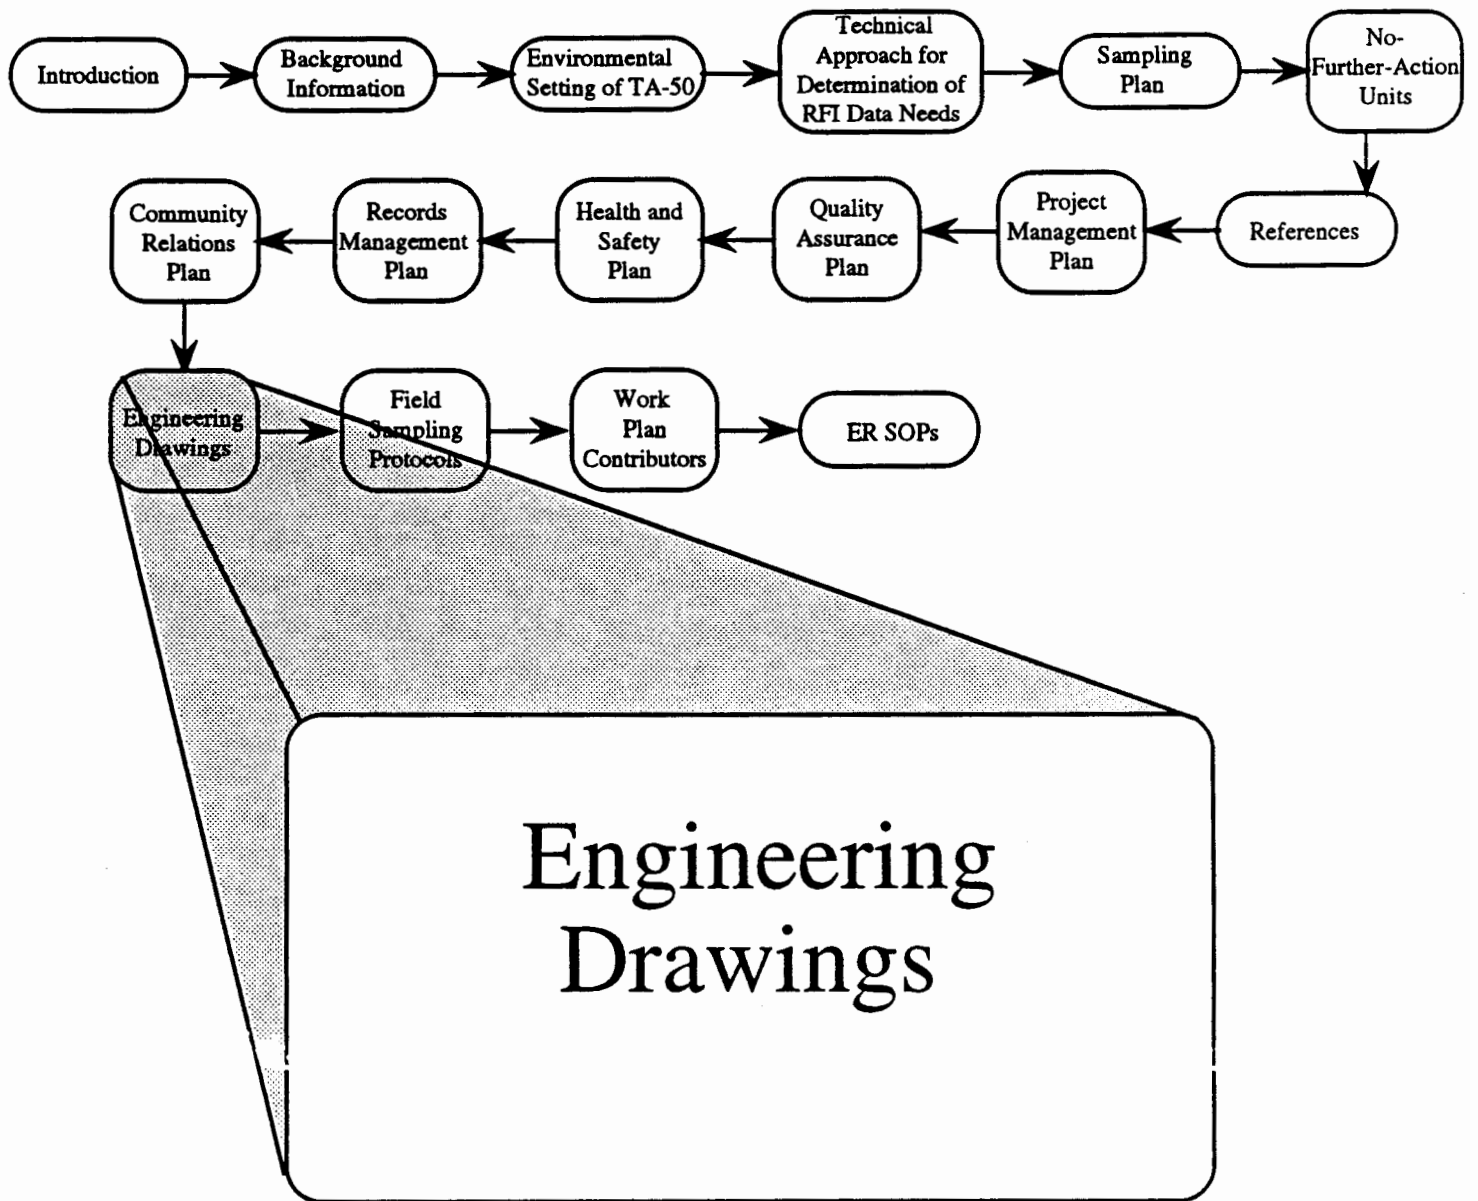 Introduction
Background
Information
Environmental
Setting of TA-50
Technical
Approach for
Determination of
RFI Data Needs
Sampling
Plan
No-
Further-Action
Units
Community
Relations
Plan
Records
Management
Plan
Health and
Safety
Plan
Quality
Assurance
Plan
Project
Management
Plan
References
Engineering
Drawings
Field
Sampling
Protocols
Work
Plan
Contributors
ER SOPs
Engineering
Drawings